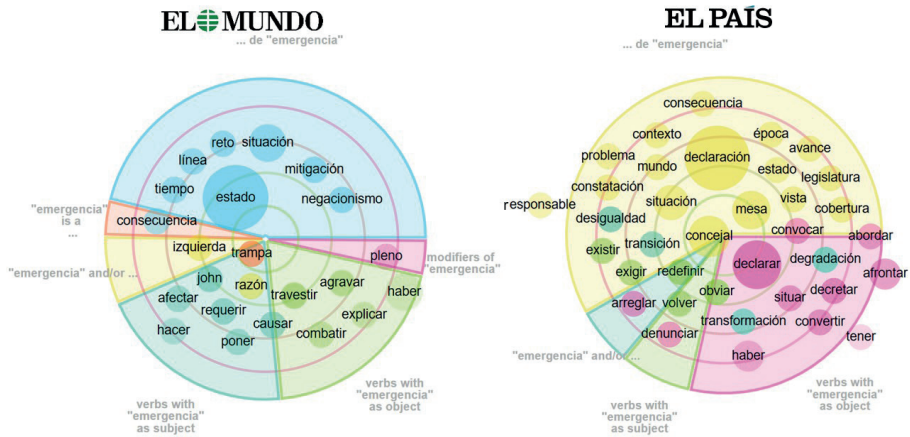 EL MUNDO
... de "emergencia"
reto
situación
línea
mitigación
tiempo
estado
negacionismo
"emergencia"
is a
...
consecuencia
izquierda
trampa
pleno
modifiers of
"emergencia"
"emergencia" and/or ...
john
razón
agravar
haber
afectar
travestir
requerir
explicar
hacer
causar
combatir
poner
verbs with
"emergencia"
as subject
verbs with
"emergencia"
as object
EL PAÍS
... de "emergencia"
consecuencia
contexto
época
avance
problema
mundo
declaración
estado
legislatura
constatación
responsable
situación
vista
mesa
cobertura
desigualdad
convocar
concejal
abordar
existir
transición
degradación
exigir
redefinir
declarar
afrontar
obviar
arreglar
volver
situar
decretar
denunciar
transformación
convertir
tener
"emergencia" and/or ...
haber
verbs with
"emergencia"
as subject
verbs with
"emergencia"
as object